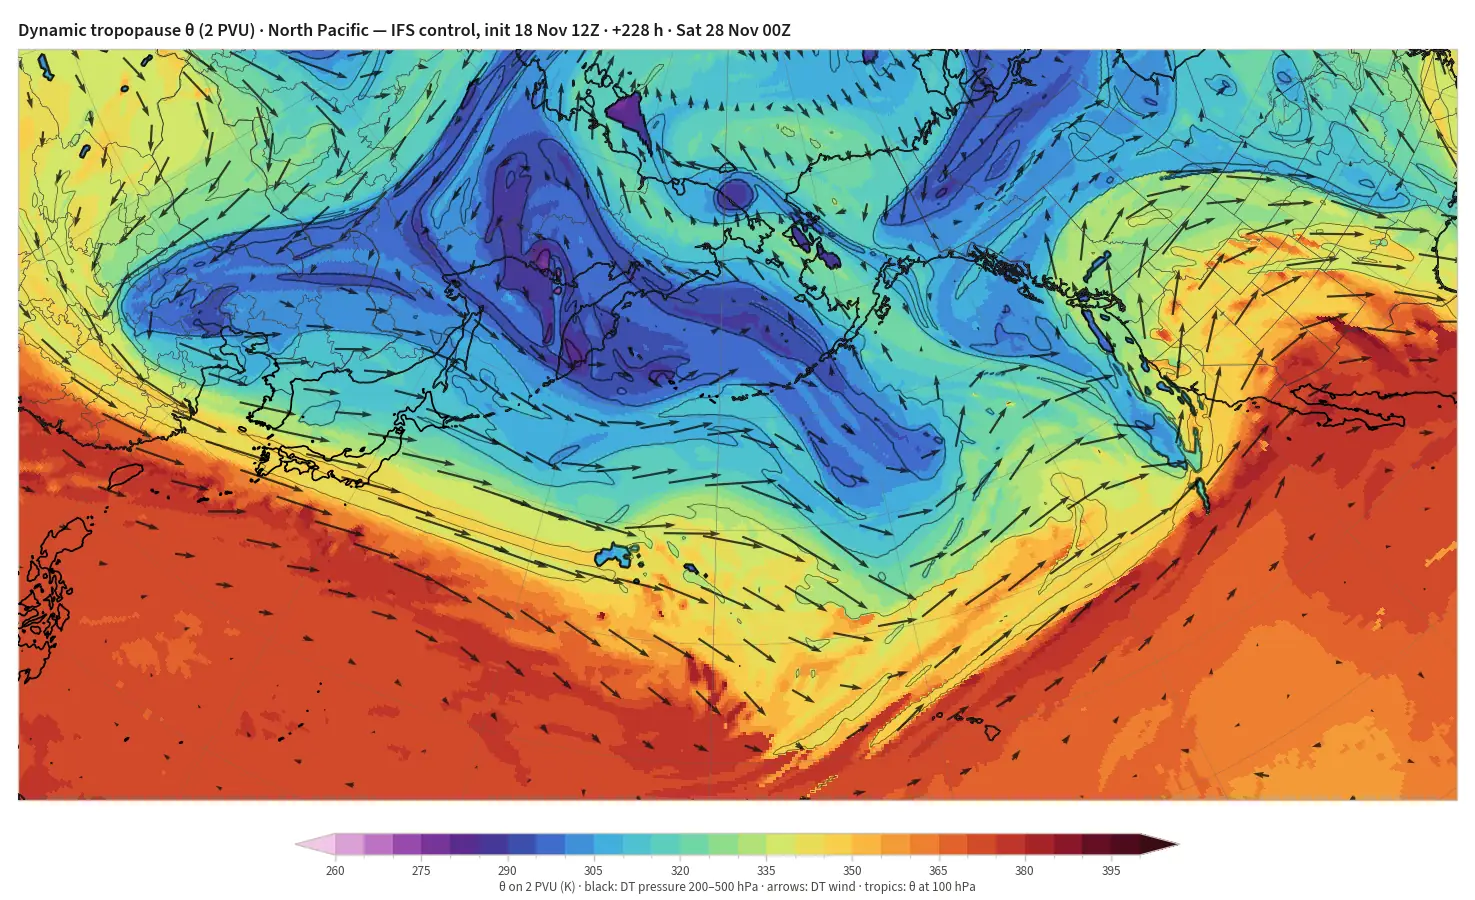 Dynamic tropopause θ (2 PVU) · North Pacific — IFS control, init 18 Nov 12Z · +228 h · Sat 28 Nov 00Z
260 275 290 305 320 335 350 365 380 395
θ on 2 PVU (K) · black: DT pressure 200–500 hPa · arrows: DT wind · tropics: θ at 100 hPa